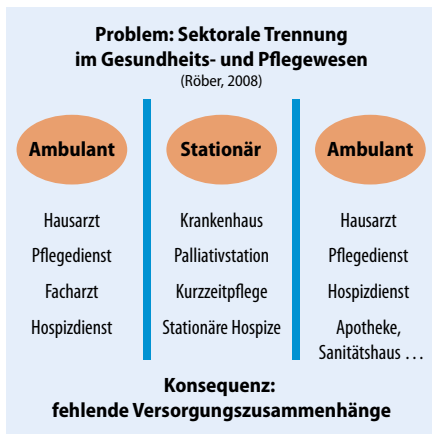 Problem: Sektorale Trennung
im Gesundheits- und Pflegewesen
(Röber, 2008)
Ambulant
Hausarzt
Pflegedienst
Facharzt
Hospizdienst
Stationär
Krankenhaus
Palliativstation
Kurzzeitpflege
Stationäre Hospize
Ambulant
Hausarzt
Pflegedienst
Hospizdienst
Apotheke,
Sanitätshaus …
Konsequenz:
fehlende Versorgungszusammenhänge